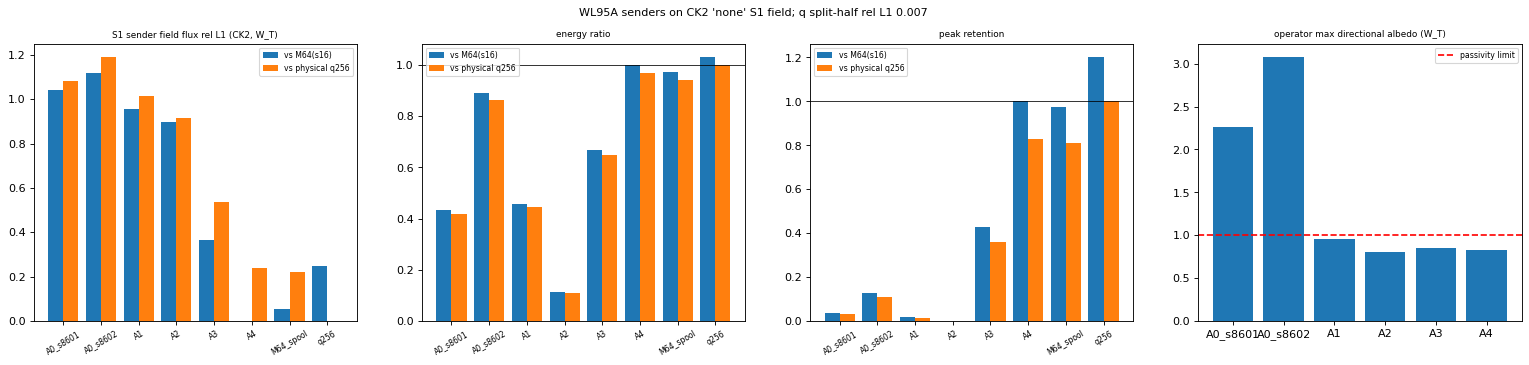 WL95A senders on CK2 'none' S1 field; q split-half rel L1 0.007
S1 sender field flux rel L1 (CK2, W_T)
1.2
1.0
0.8
0.6
0.4
0.2
0.0
vs M64(s16)
vs physical q256
A0_s8601
A0_s8602
A1
A2
A3
A4
M64_spool
q256
energy ratio
1.0
0.8
0.6
0.4
0.2
0.0
vs M64(s16)
vs physical q256
A0_s8601
A0_s8602
A1
A2
A3
A4
M64_spool
q256
peak retention
1.2
1.0
0.8
0.6
0.4
0.2
0.0
vs M64(s16)
vs physical q256
A0_s8601
A0_s8602
A1
A2
A3
A4
M64_spool
q256
operator max directional albedo (W_T)
3.0
2.5
2.0
1.5
1.0
0.5
0.0
passivity limit
A0_s8601
A0_s8602
A1
A2
A3
A4